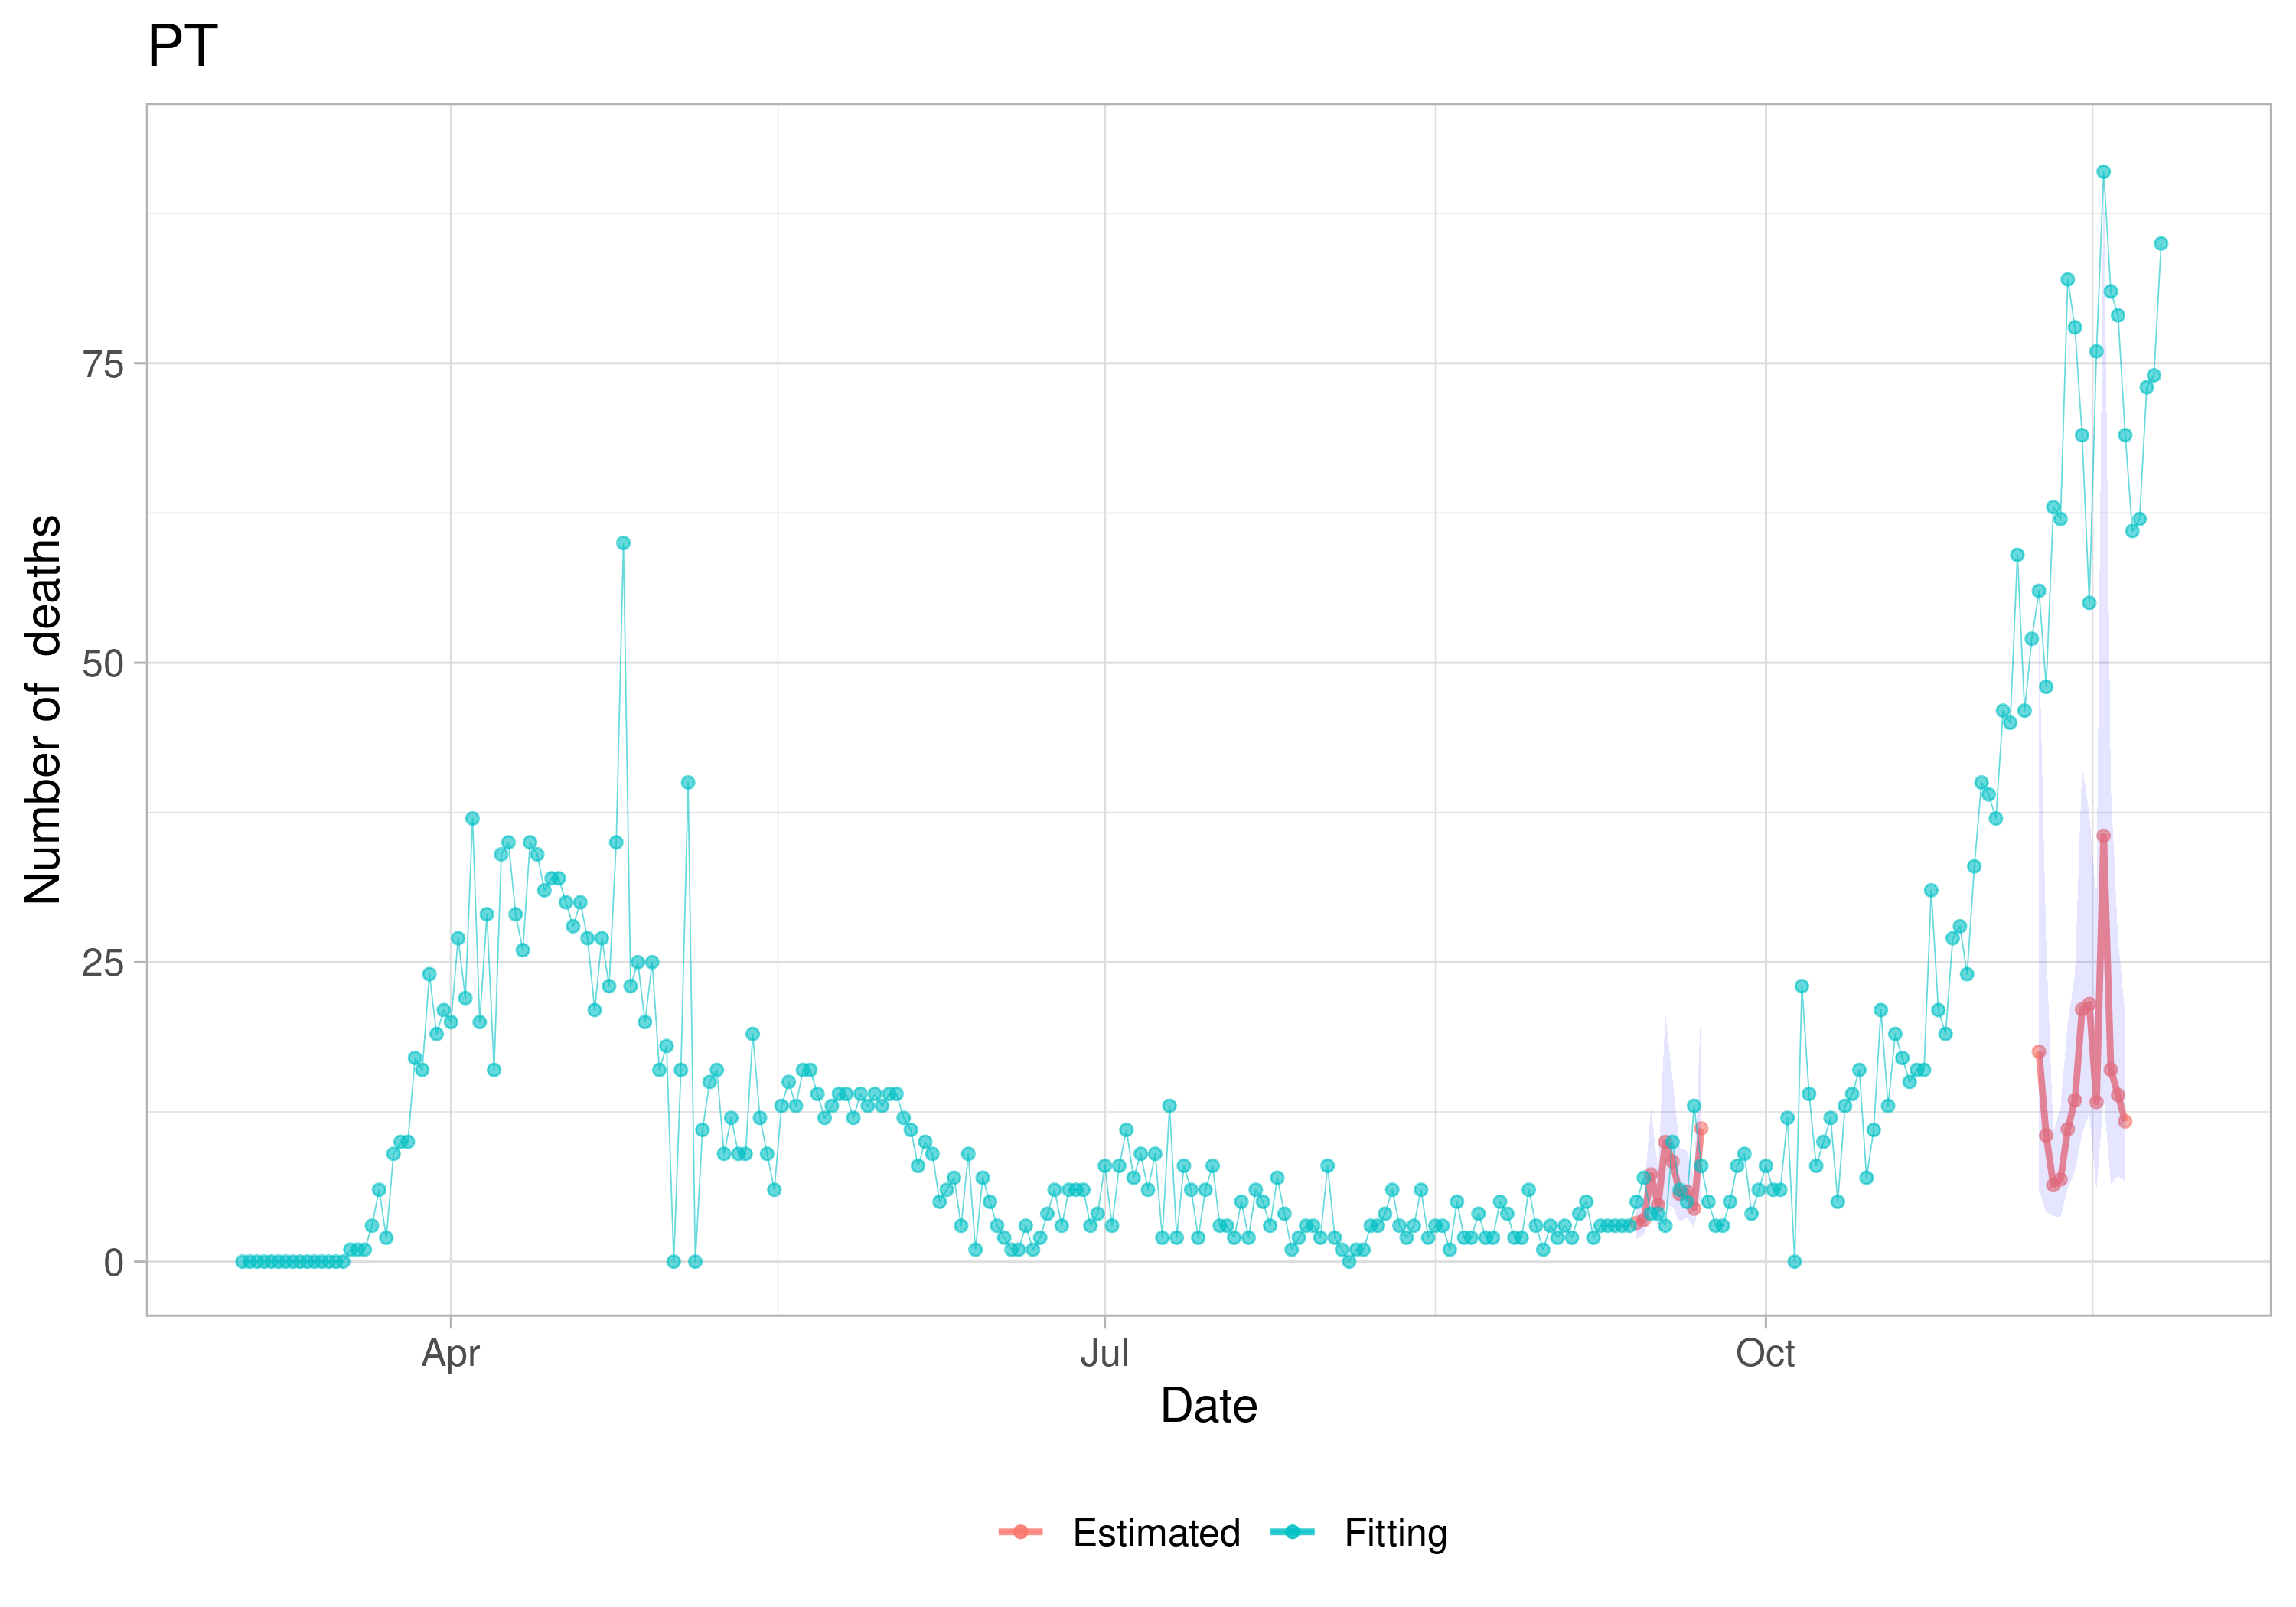 PT
Number of  deaths
75
50
25
0
Apr
Jul
Oct
Date
Estimated
Fitting